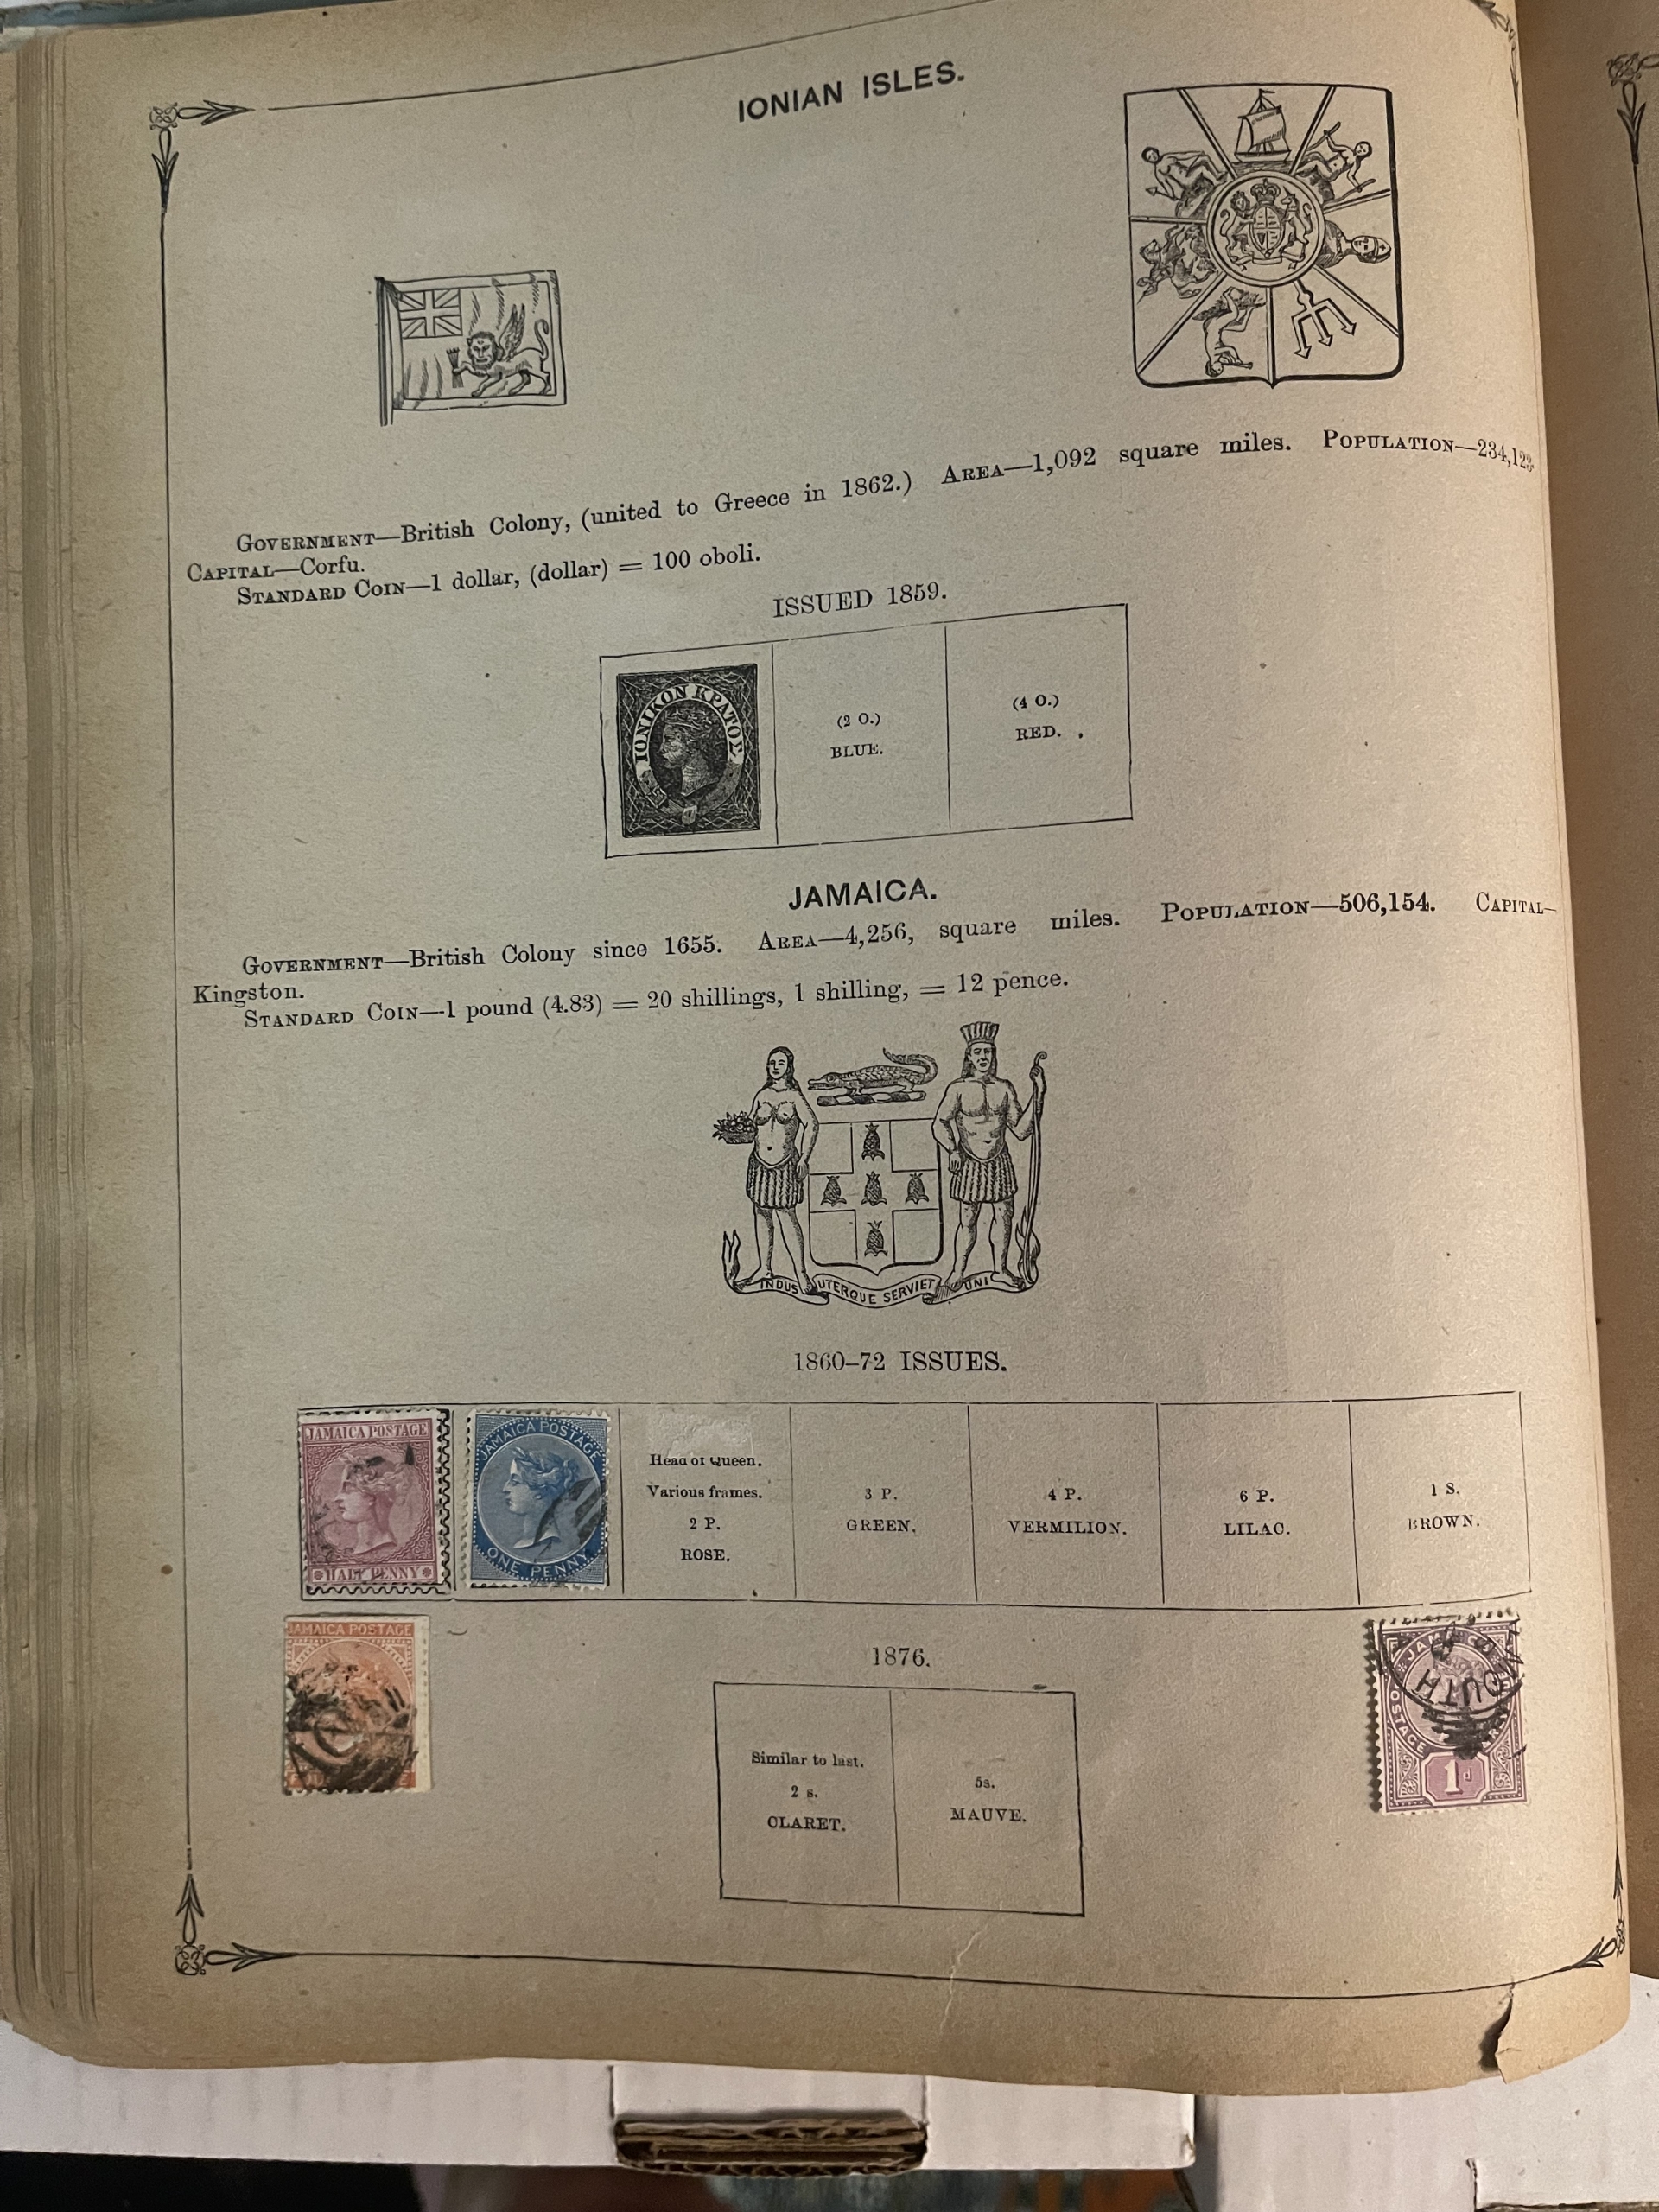 IONIAN ISLES.
GOVERNMENT—British Colony, (united to Greece in 1862.) AREA—1,092 square miles. POPULATION—234,123.
CAPITAL—Corfu.
STANDARD COIN—1 dollar, (dollar) = 100 oboli.
ISSUED 1859.
ΙΟΝΙΚΟΝ ΚΡΑΤΟΣ
(2 O.)
BLUE.
(4 O.)
RED.
JAMAICA.
GOVERNMENT—British Colony since 1655. AREA—4,256, square miles. POPULATION—506,154. CAPITAL—
Kingston.
STANDARD COIN—1 pound (4.83) = 20 shillings, 1 shilling, = 12 pence.
INDUS UTERQUE SERVIET UNI
1860–72 ISSUES.
JAMAICA POSTAGE
HALF PENNY
JAMAICA POSTAGE
ONE PENNY
Head of Queen.
Various frames.
2 P.
ROSE.
3 P.
GREEN.
4 P.
VERMILION.
6 P.
LILAC.
1 S.
BROWN.
JAMAICA POSTAGE
1876.
Similar to last.
2 s.
CLARET.
5s.
MAUVE.
POSTAGE
1d